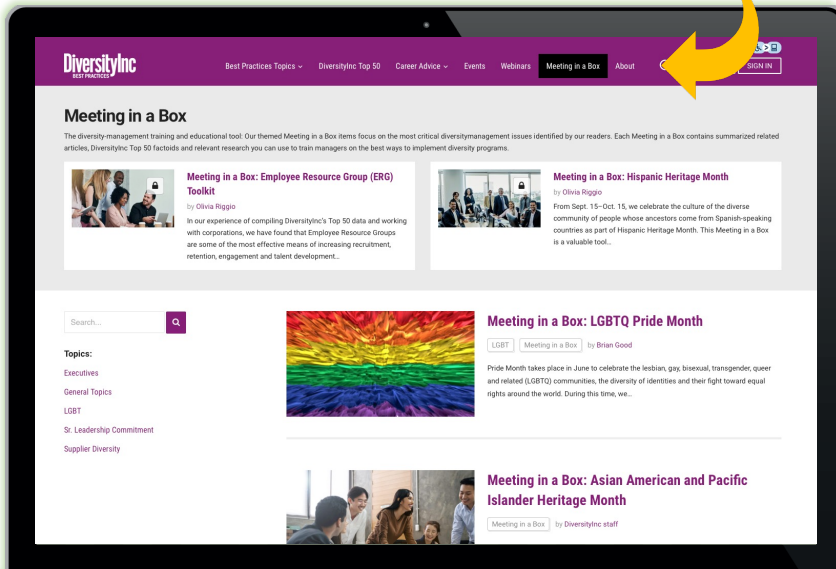 DiversityInc
BEST PRACTICES
Best Practices Topics
DiversityInc Top 50
Career Advice
Events
Webinars
Meeting in a Box
About
SIGN IN
Meeting in a Box
The diversity-management training and educational tool: Our themed Meeting in a Box items focus on the most critical diversitymanagement issues identified by our readers. Each Meeting in a Box contains summarized related
articles, DiversityInc Top 50 factoids and relevant research you can use to train managers on the best ways to implement diversity programs.
Meeting in a Box: Employee Resource Group (ERG)
Toolkit
by Olivia Riggio
In our experience of compiling DiversityInc's Top 50 data and working
with corporations, we have found that Employee Resource Groups
are some of the most effective means of increasing recruitment,
retention, engagement and talent development...
Meeting in a Box: Hispanic Heritage Month
by Olivia Riggio
From Sept. 15–Oct. 15, we celebrate the culture of the diverse
community of people whose ancestors come from Spanish-speaking
countries as part of Hispanic Heritage Month. This Meeting in a Box
is a valuable tool...
Search...
Topics:
Executives
General Topics
LGBT
Sr. Leadership Commitment
Supplier Diversity
Meeting in a Box: LGBTQ Pride Month
LGBT
Meeting in a Box
by Brian Good
Pride Month takes place in June to celebrate the lesbian, gay, bisexual, transgender, queer
and related (LGBTQ) communities, the diversity of identities and their fight toward equal
rights around the world. During this time, we...
Meeting in a Box: Asian American and Pacific
Islander Heritage Month
Meeting in a Box
by DiversityInc staff